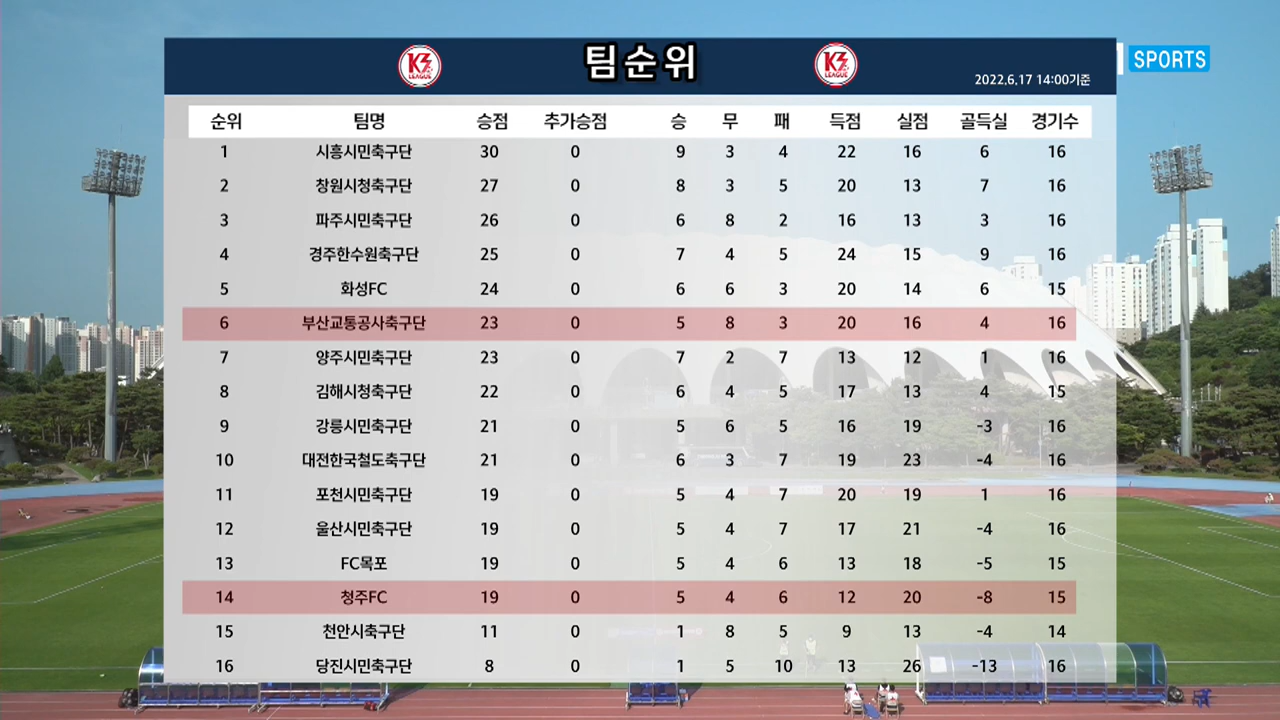 팀순위
K3 LEAGUE
K3 LEAGUE
2022.6.17 14:00기준
SPORTS
순위 팀명 승점 추가승점 승 무 패 득점 실점 골득실 경기수
1 시흥시민축구단 30 0 9 3 4 22 16 6 16
2 창원시청축구단 27 0 8 3 5 20 13 7 16
3 파주시민축구단 26 0 6 8 2 16 13 3 16
4 경주한수원축구단 25 0 7 4 5 24 15 9 16
5 화성FC 24 0 6 6 3 20 14 6 15
6 부산교통공사축구단 23 0 5 8 3 20 16 4 16
7 양주시민축구단 23 0 7 2 7 13 12 1 16
8 김해시청축구단 22 0 6 4 5 17 13 4 15
9 강릉시민축구단 21 0 5 6 5 16 19 -3 16
10 대전한국철도축구단 21 0 6 3 7 19 23 -4 16
11 포천시민축구단 19 0 5 4 7 20 19 1 16
12 울산시민축구단 19 0 5 4 7 17 21 -4 16
13 FC목포 19 0 5 4 6 13 18 -5 15
14 청주FC 19 0 5 4 6 12 20 -8 15
15 천안시축구단 11 0 1 8 5 9 13 -4 14
16 당진시민축구단 8 0 1 5 10 13 26 -13 16